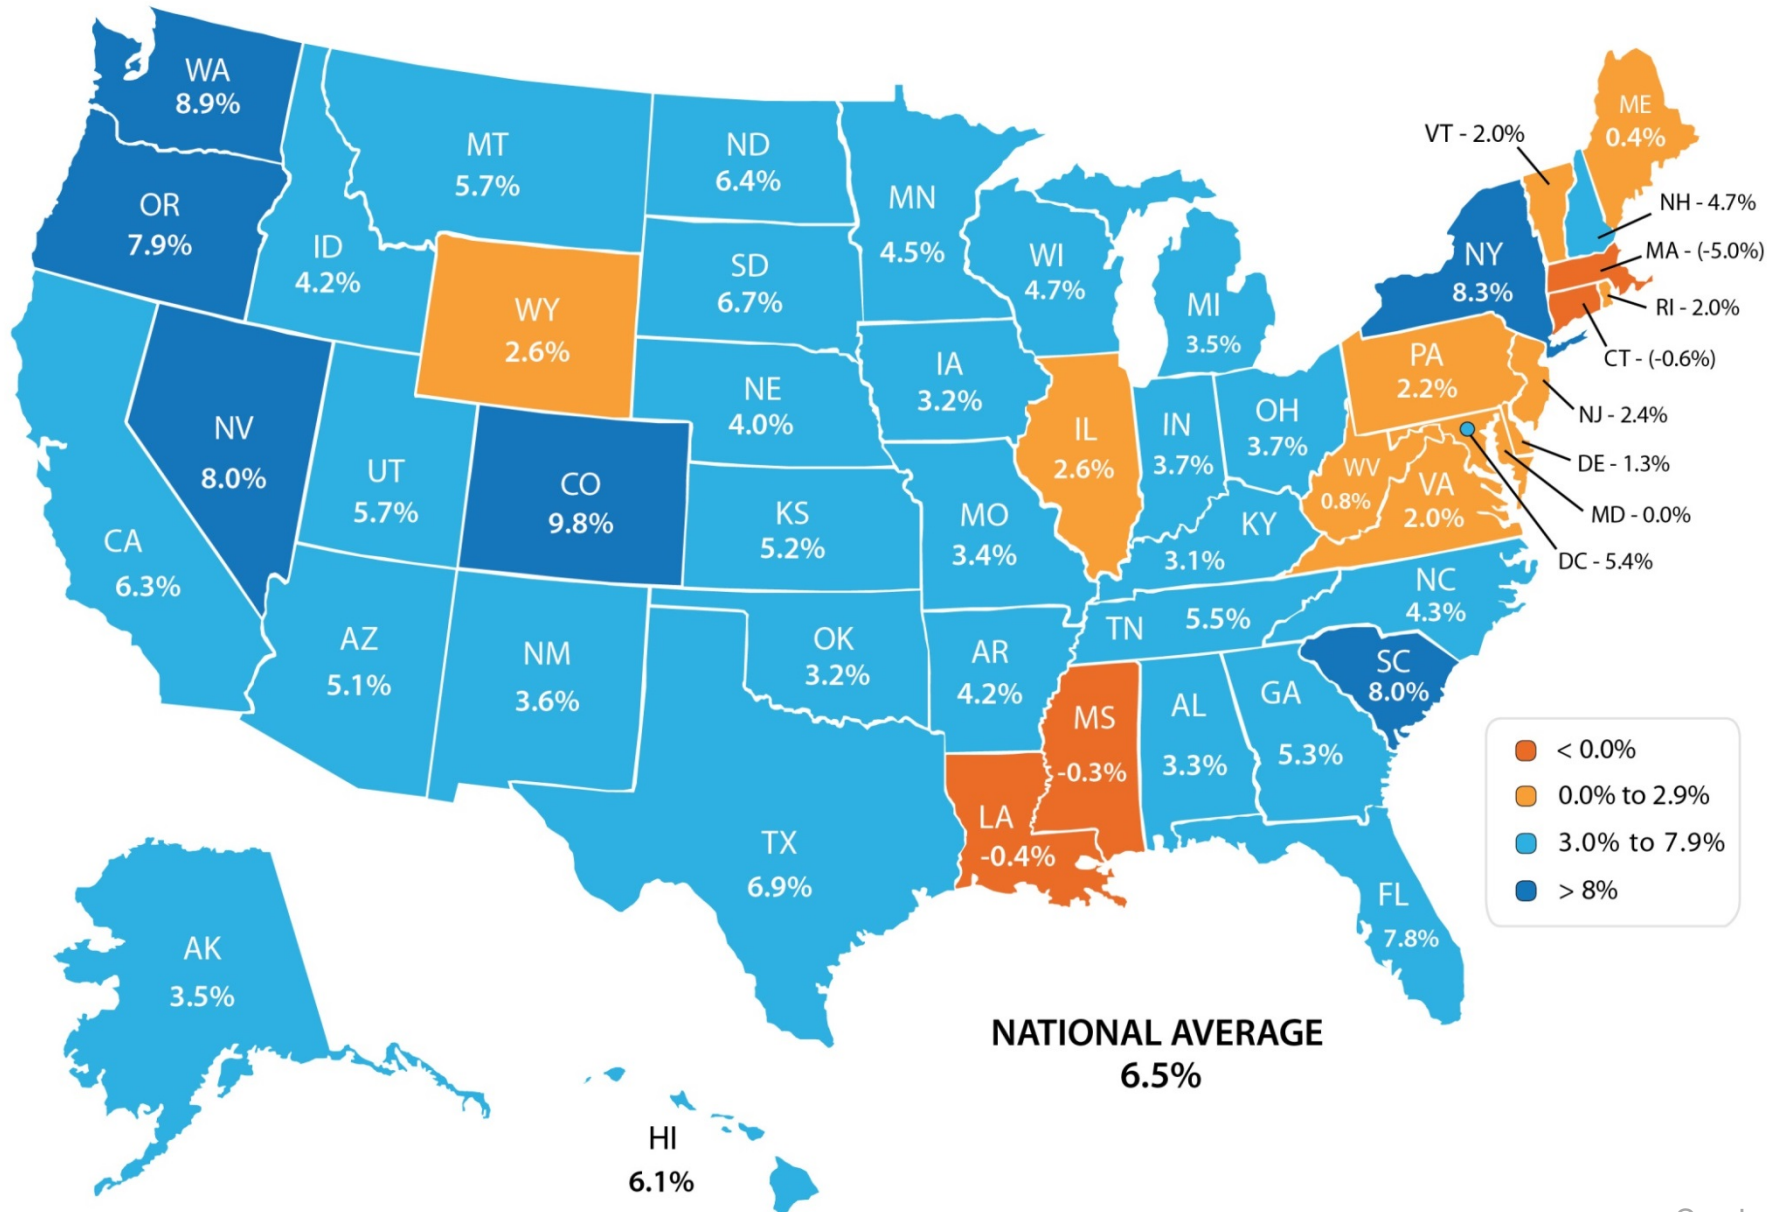 WA
8.9%
OR
7.9%
CA
6.3%
NV
8.0%
ID
4.2%
MT
5.7%
WY
2.6%
UT
5.7%
CO
9.8%
AZ
5.1%
NM
3.6%
ND
6.4%
SD
6.7%
NE
4.0%
KS
5.2%
OK
3.2%
TX
6.9%
MN
4.5%
IA
3.2%
MO
3.4%
AR
4.2%
LA
-0.4%
WI
4.7%
IL
2.6%
MI
3.5%
IN
3.7%
OH
3.7%
KY
3.1%
TN 5.5%
MS
-0.3%
AL
3.3%
GA
5.3%
FL
7.8%
SC
8.0%
NC
4.3%
VA
2.0%
WV
0.8%
PA
2.2%
NY
8.3%
ME
0.4%
VT - 2.0%
NH - 4.7%
MA - (-5.0%)
RI - 2.0%
CT - (-0.6%)
NJ - 2.4%
DE - 1.3%
MD - 0.0%
DC - 5.4%
AK
3.5%
HI
6.1%
NATIONAL AVERAGE
6.5%
< 0.0%
0.0% to 2.9%
3.0% to 7.9%
> 8%